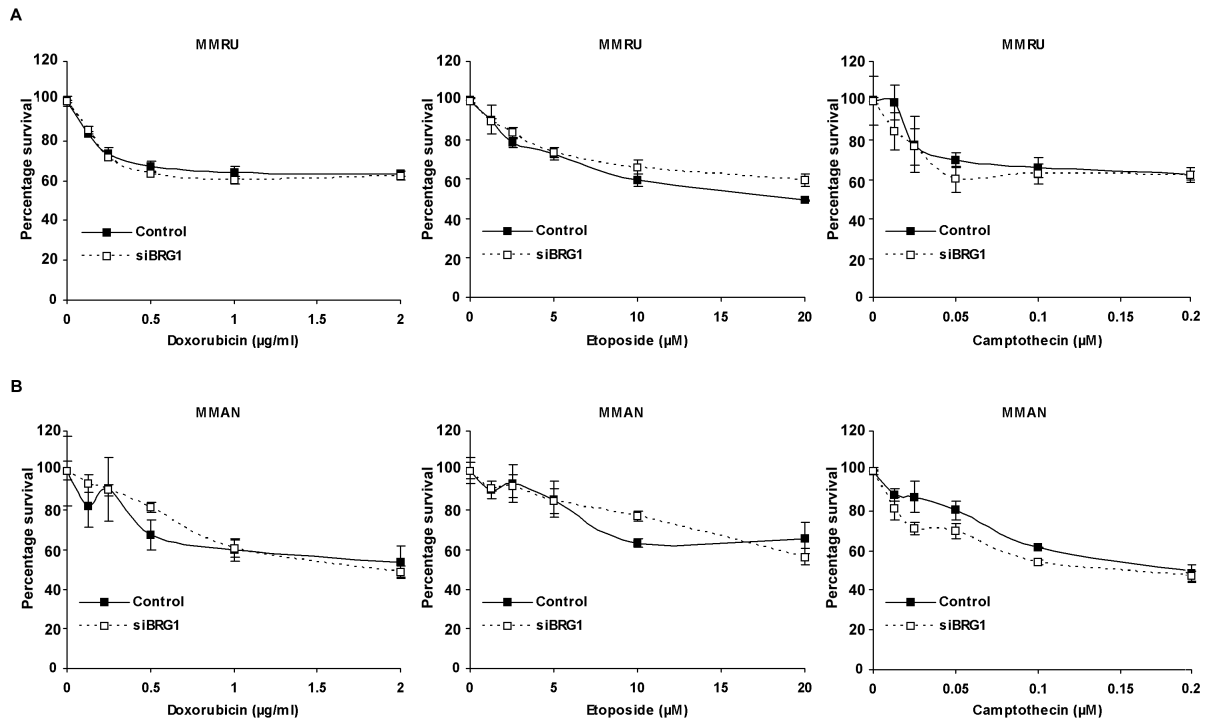 A
MMRU
Percentage survival
120
100
80
60
40
20
0
Control
siBRG1
0 0.5 1 1.5 2
Doxorubicin (µg/ml)
MMRU
Percentage survival
120
100
80
60
40
20
0
Control
siBRG1
0 5 10 20
Etoposide (µM)
MMRU
Percentage survival
120
100
80
60
40
20
0
Control
siBRG1
0 0.05 0.1 0.15 0.2
Camptothecin (µM)
B
MMAN
Percentage survival
120
100
80
60
40
20
0
Control
siBRG1
0 0.5 1 2
Doxorubicin (µg/ml)
MMAN
Percentage survival
120
100
80
60
40
20
0
Control
siBRG1
0 5 10 20
Etoposide (µM)
MMAN
Percentage survival
120
100
80
60
40
20
0
Control
siBRG1
0 0.05 0.1 0.15 0.2
Camptothecin (µM)